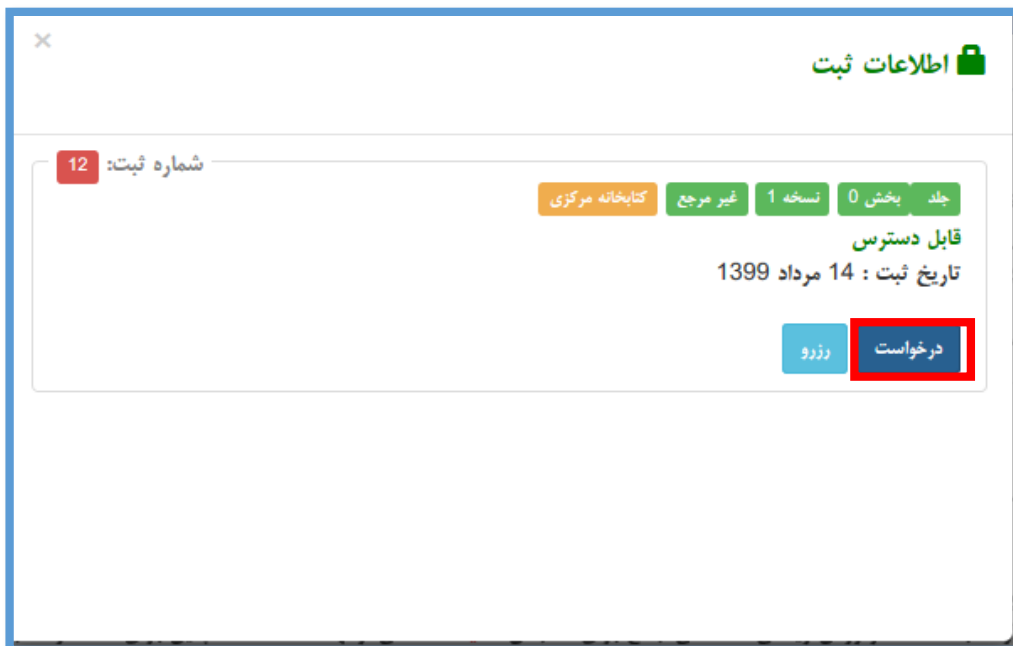 ×
اطلاعات ثبت
شماره ثبت: 12
جلد بخش 0 نسخه 1 غیر مرجع کتابخانه مرکزی
قابل دسترس
تاریخ ثبت : 14 مرداد 1399
درخواست رزرو